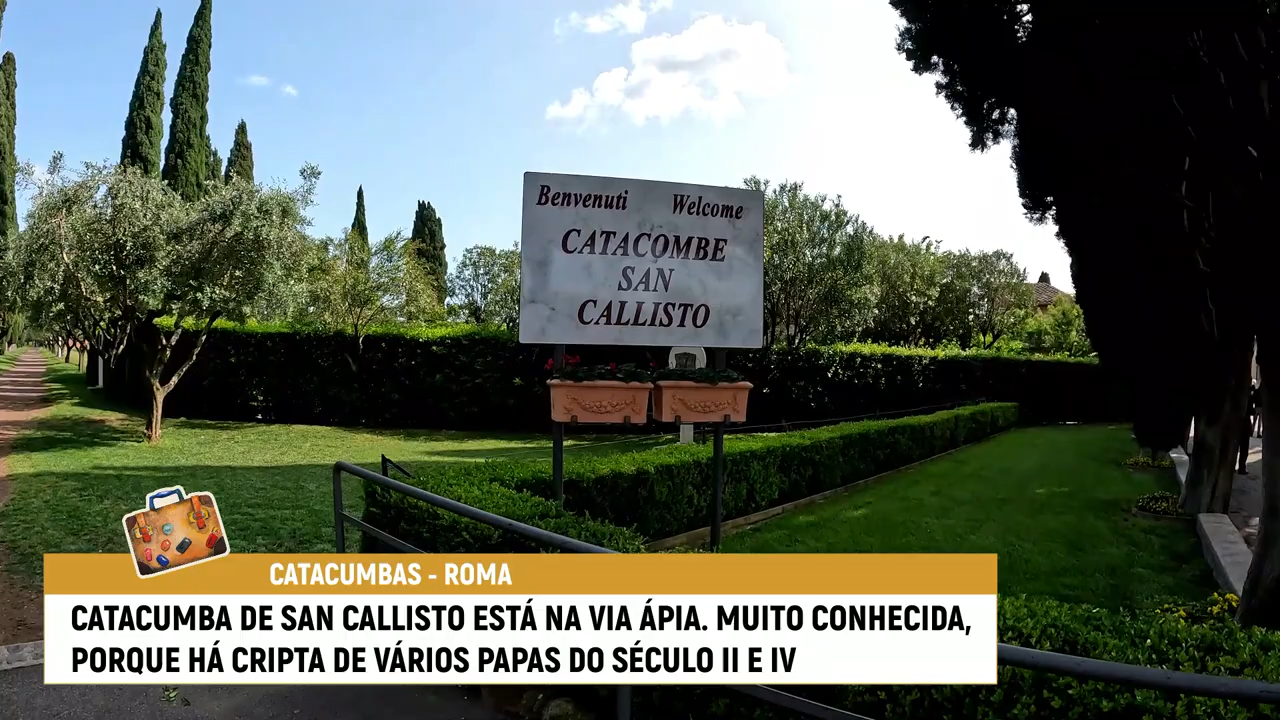 Benvenuti Welcome
CATACOMBE
SAN
CALLISTO
CATACUMBAS - ROMA
CATACUMBA DE SAN CALLISTO ESTÁ NA VIA ÁPIA. MUITO CONHECIDA,
PORQUE HÁ CRIPTA DE VÁRIOS PAPAS DO SÉCULO II E IV